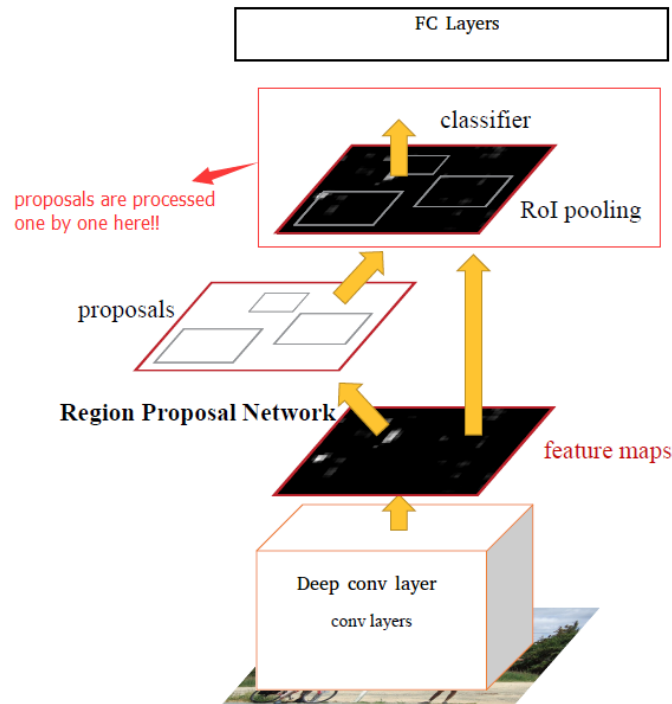 FC Layers
classifier
proposals are processed
one by one here!!
RoI pooling
proposals
Region Proposal Network
feature maps
Deep conv layer
conv layers